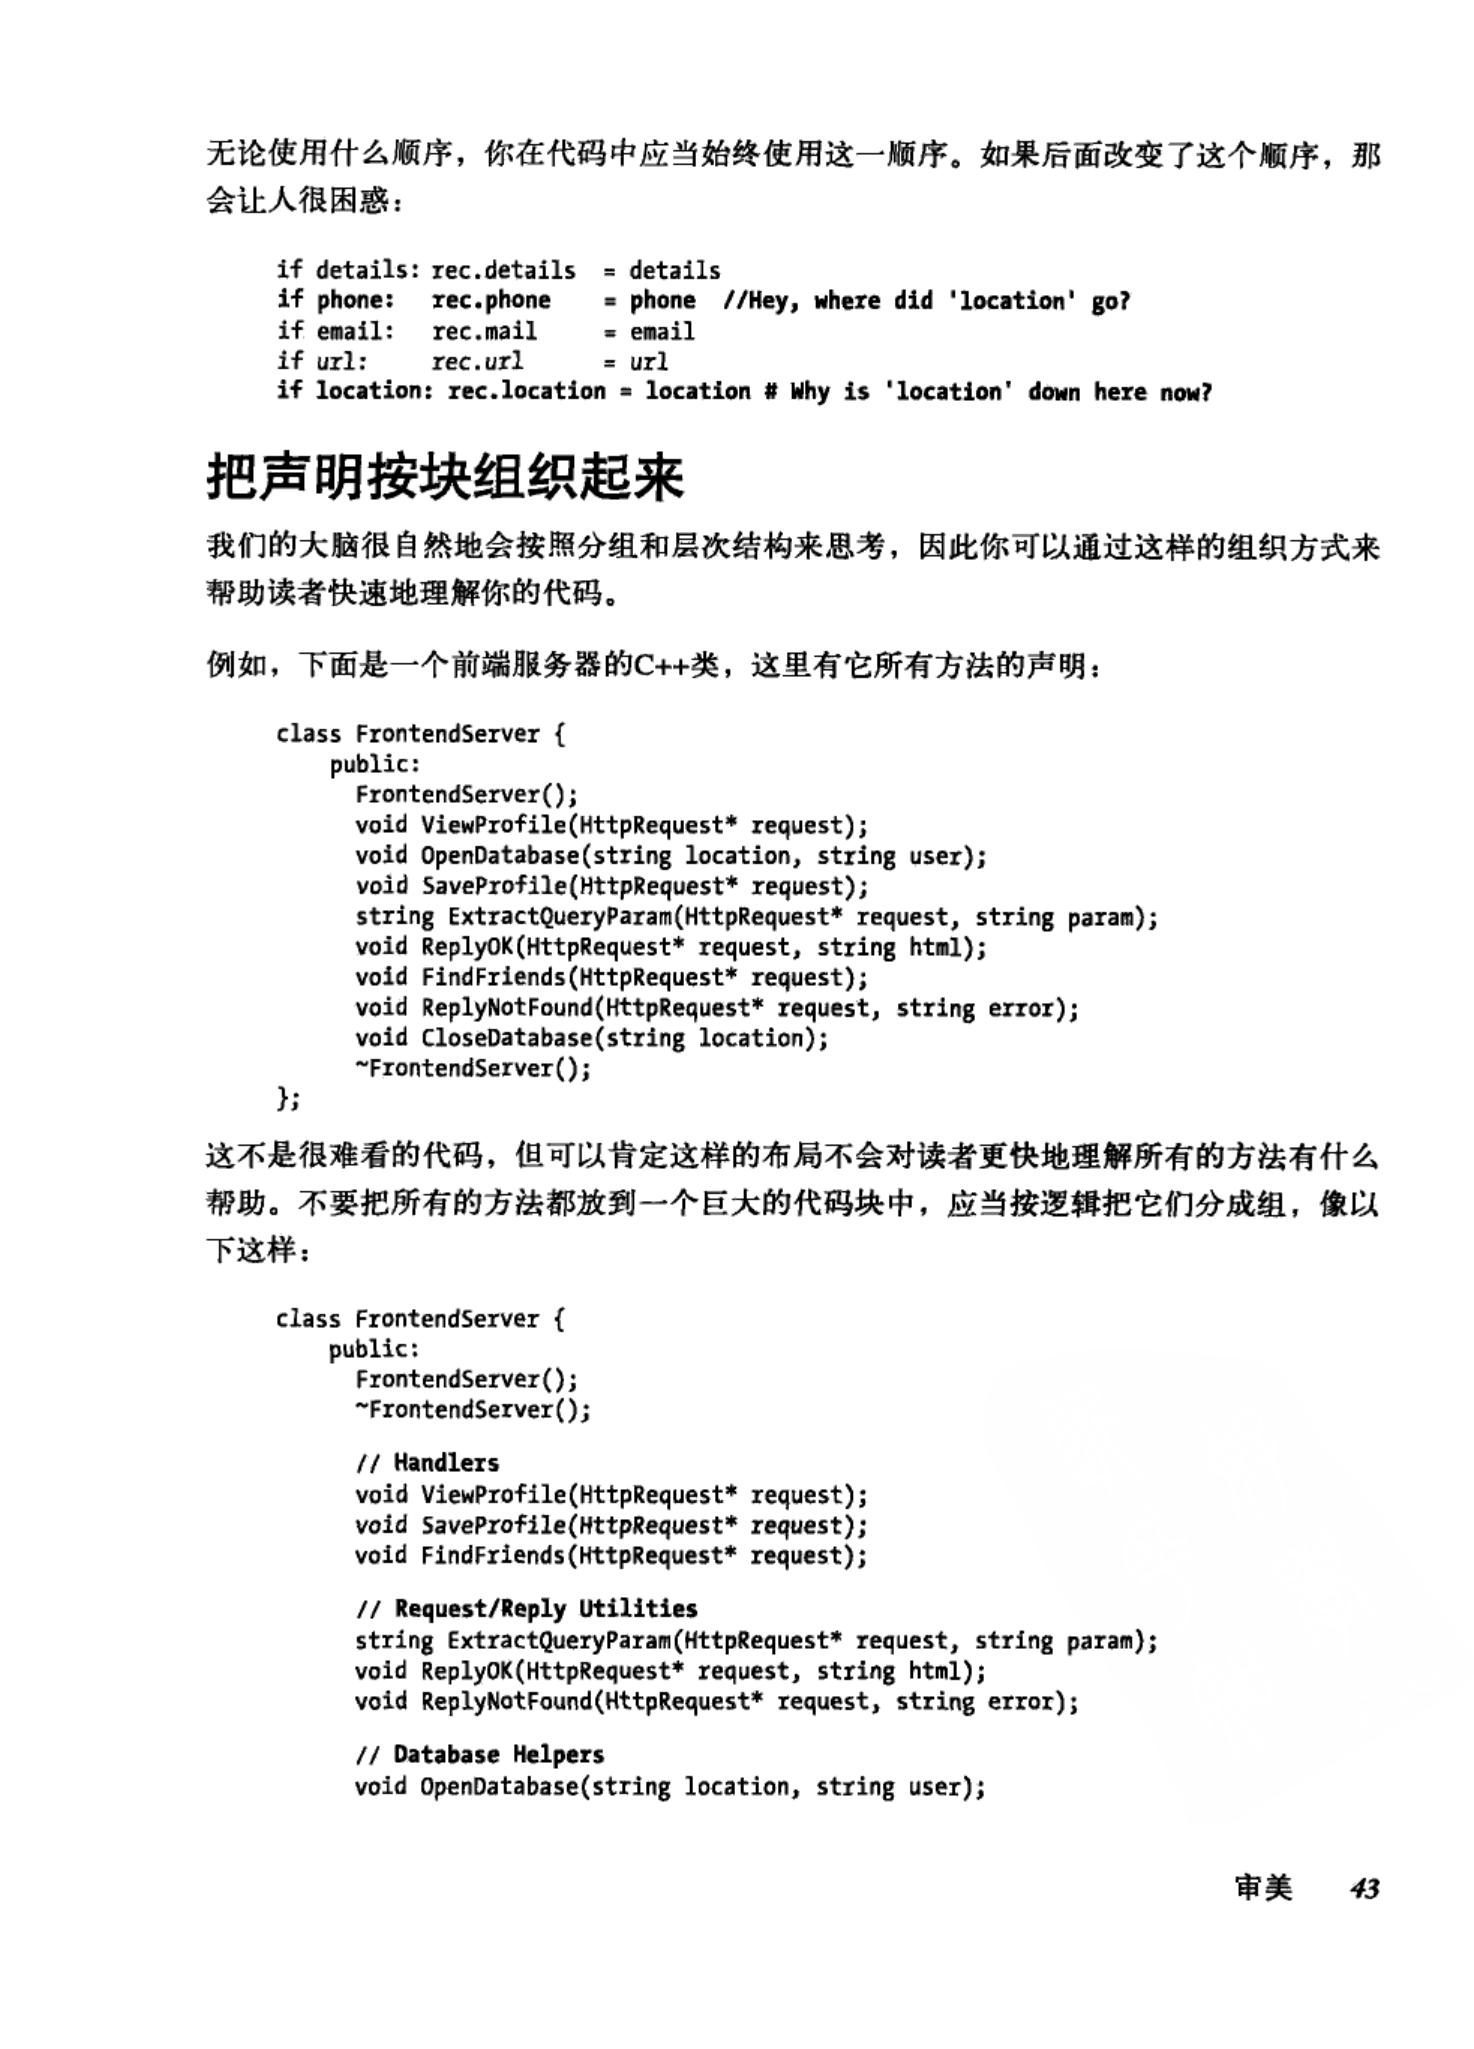 无论使用什么顺序，你在代码中应当始终使用这一顺序。如果后面改变了这个顺序，那
会让人很困惑：
if details: rec.details  = details
if phone:   rec.phone    = phone  //Hey, where did 'location' go?
if email:   rec.mail     = email
if url:     rec.url      = url
if location: rec.location = location # Why is 'location' down here now?
把声明按块组织起来
我们的大脑很自然地会按照分组和层次结构来思考，因此你可以通过这样的组织方式来
帮助读者快速地理解你的代码。
例如，下面是一个前端服务器的C++类，这里有它所有方法的声明：
class FrontendServer {
    public:
      FrontendServer();
      void ViewProfile(HttpRequest* request);
      void OpenDatabase(string location, string user);
      void SaveProfile(HttpRequest* request);
      string ExtractQueryParam(HttpRequest* request, string param);
      void ReplyOK(HttpRequest* request, string html);
      void FindFriends(HttpRequest* request);
      void ReplyNotFound(HttpRequest* request, string error);
      void CloseDatabase(string location);
      ~FrontendServer();
};
这不是很难看的代码，但可以肯定这样的布局不会对读者更快地理解所有的方法有什么
帮助。不要把所有的方法都放到一个巨大的代码块中，应当按逻辑把它们分成组，像以
下这样：
class FrontendServer {
    public:
      FrontendServer();
      ~FrontendServer();
      // Handlers
      void ViewProfile(HttpRequest* request);
      void SaveProfile(HttpRequest* request);
      void FindFriends(HttpRequest* request);
      // Request/Reply Utilities
      string ExtractQueryParam(HttpRequest* request, string param);
      void ReplyOK(HttpRequest* request, string html);
      void ReplyNotFound(HttpRequest* request, string error);
      // Database Helpers
      void OpenDatabase(string location, string user);
审美 43